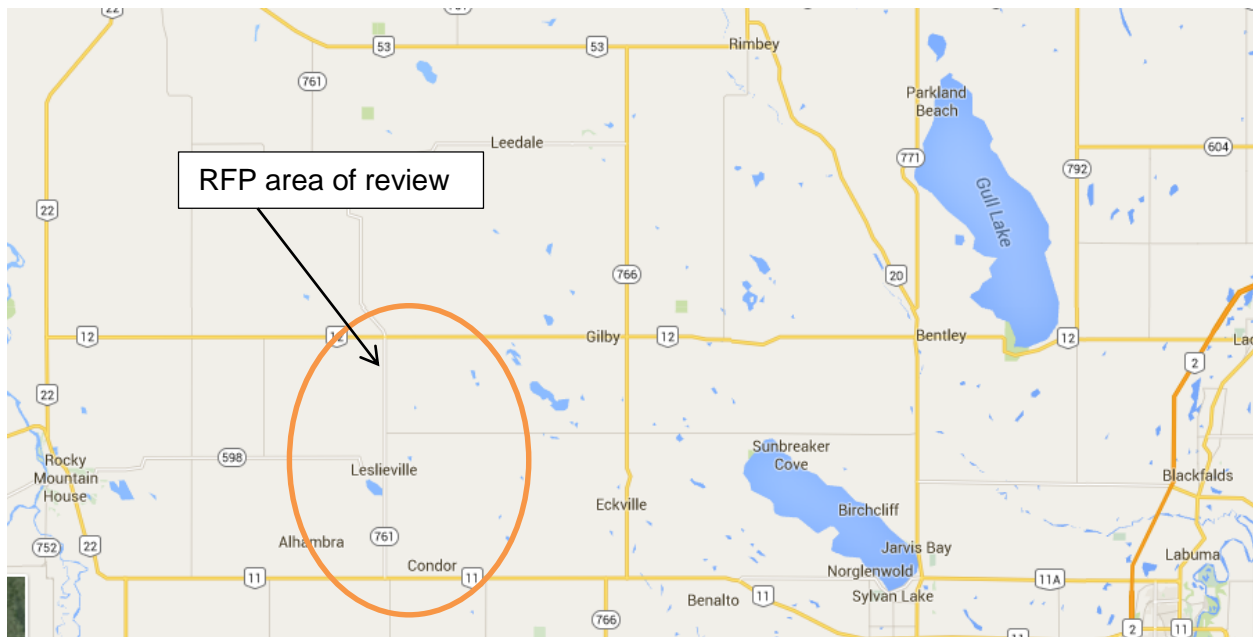 22
53
53
Rimbey
761
Parkland
Beach
Leedale
604
771
792
RFP area of review
Gull Lake
22
766
20
12
12
Gilby
12
Bentley
12
2
22
Sunbreaker
Cove
598
Rocky
Mountain
House
Leslieville
Blackfalds
Eckville
Birchcliff
761
752
22
Alhambra
Jarvis Bay
Labuma
Condor
Norglenwold
11
11
11A
Benalto
11
Sylvan Lake
766
2
11